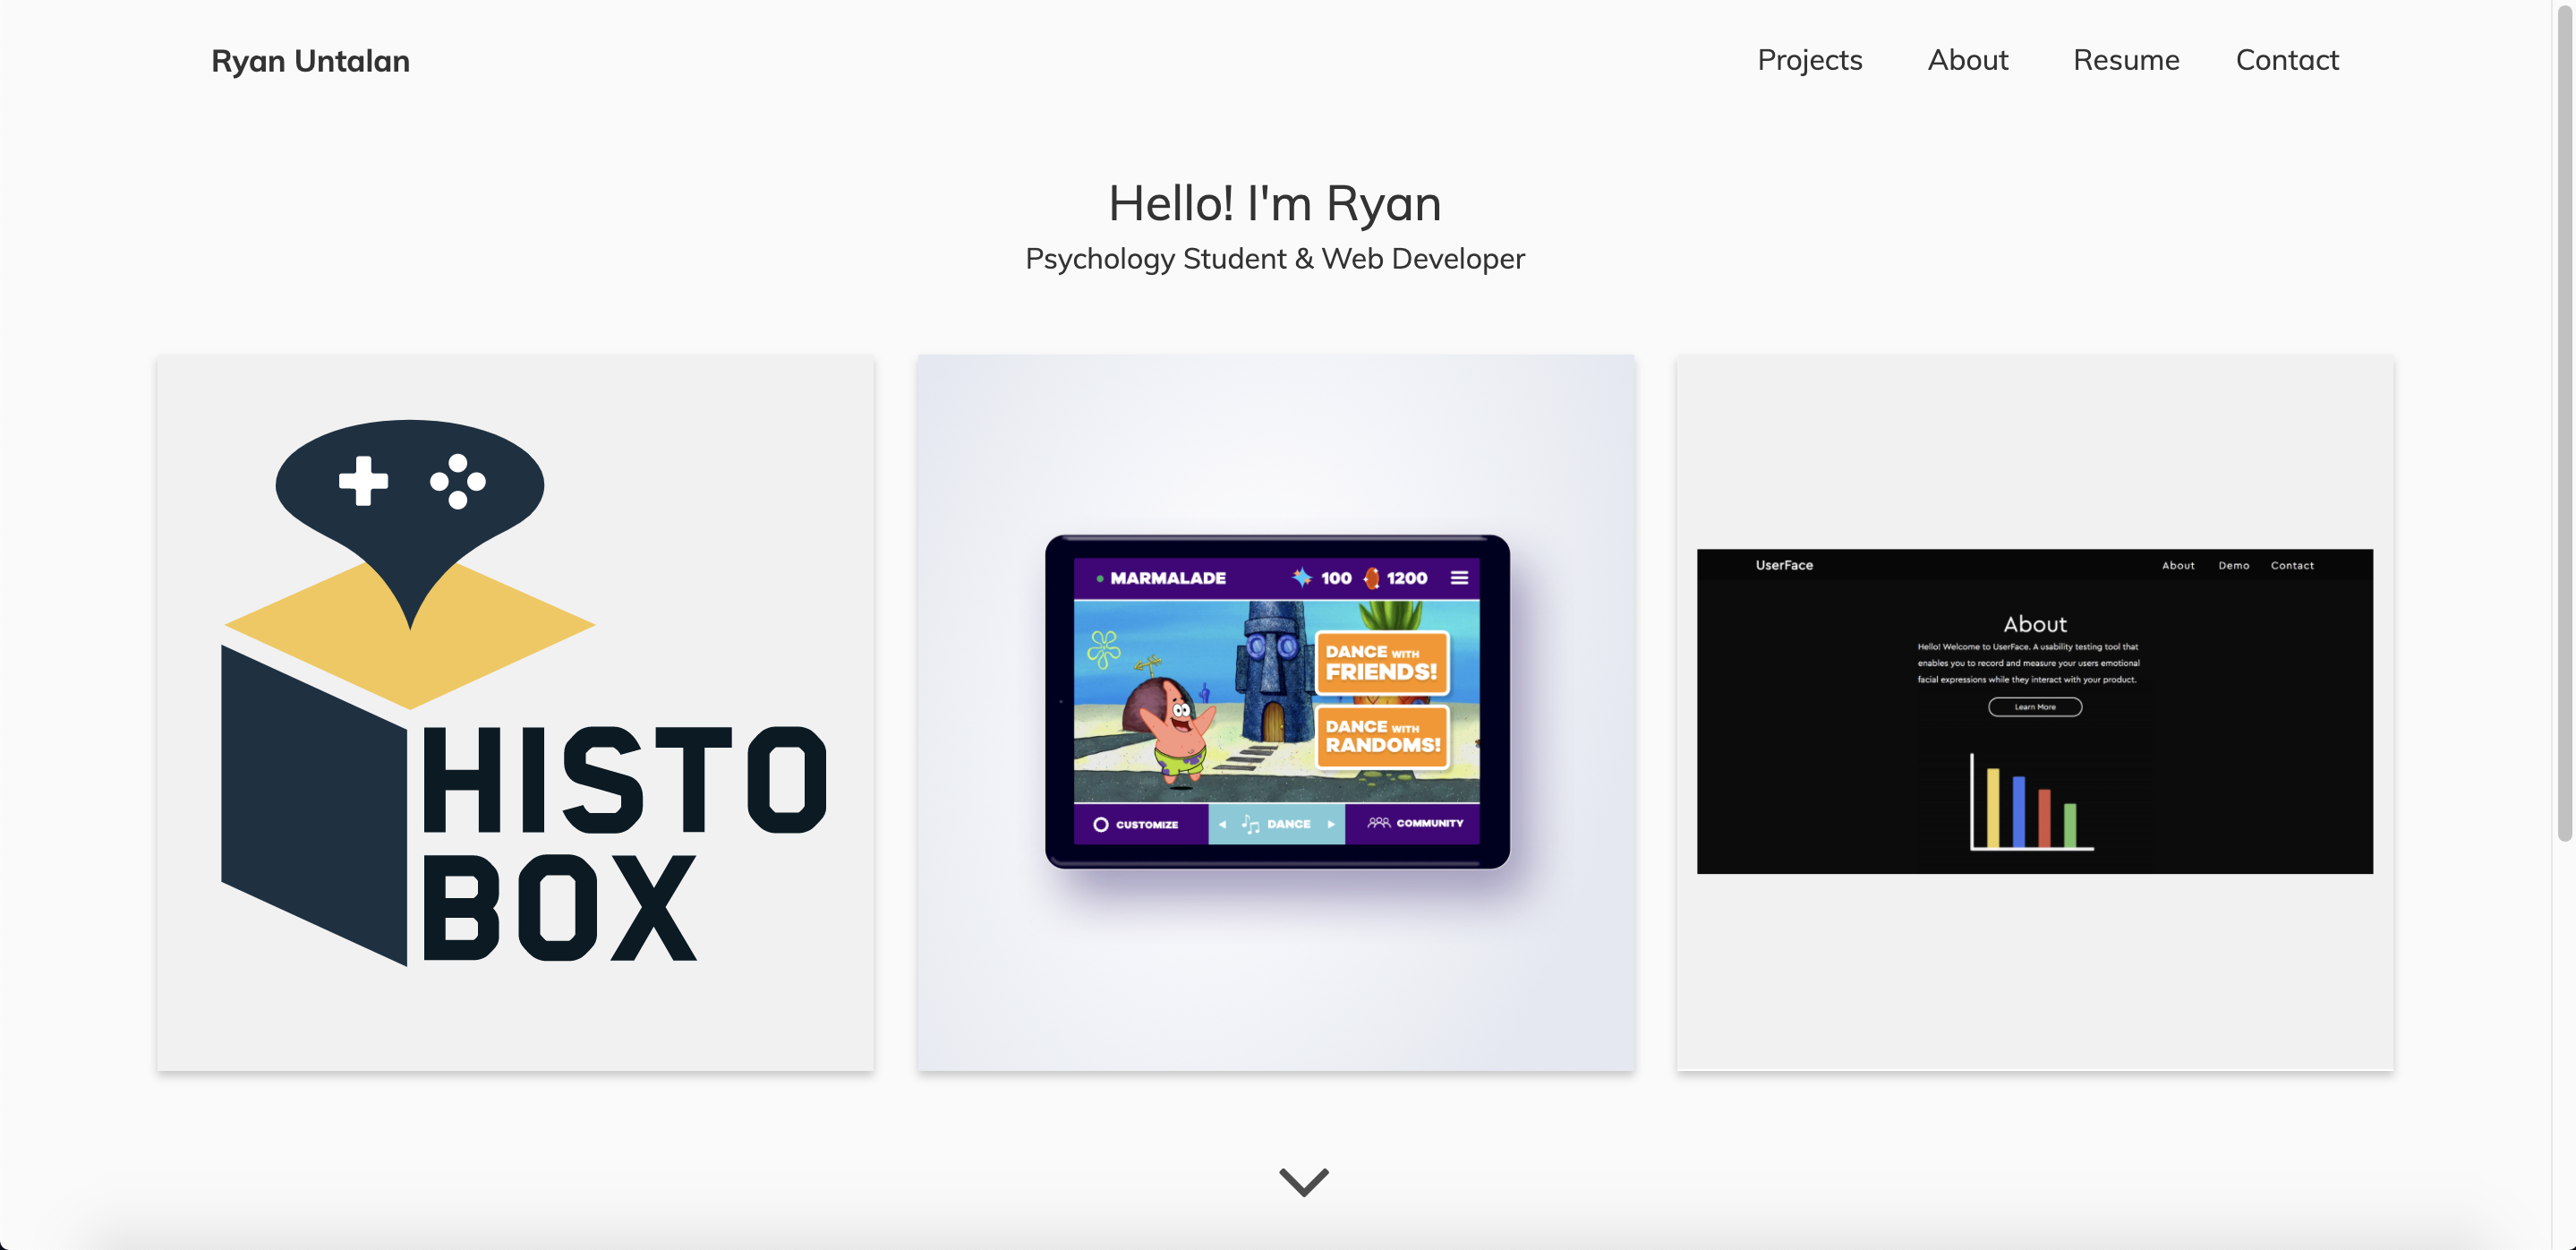 Ryan Untalan
Projects About Resume Contact
Hello! I'm Ryan
Psychology Student & Web Developer
HISTO
BOX
MARMALADE 100 1200
DANCE WITH
FRIENDS!
DANCE WITH
RANDOMS!
CUSTOMIZE DANCE COMMUNITY
UserFace About Demo Contact
About
Hello! Welcome to UserFace. A usability testing tool that
enables you to record and measure your users emotional
facial expressions while they interact with your product.
Learn More